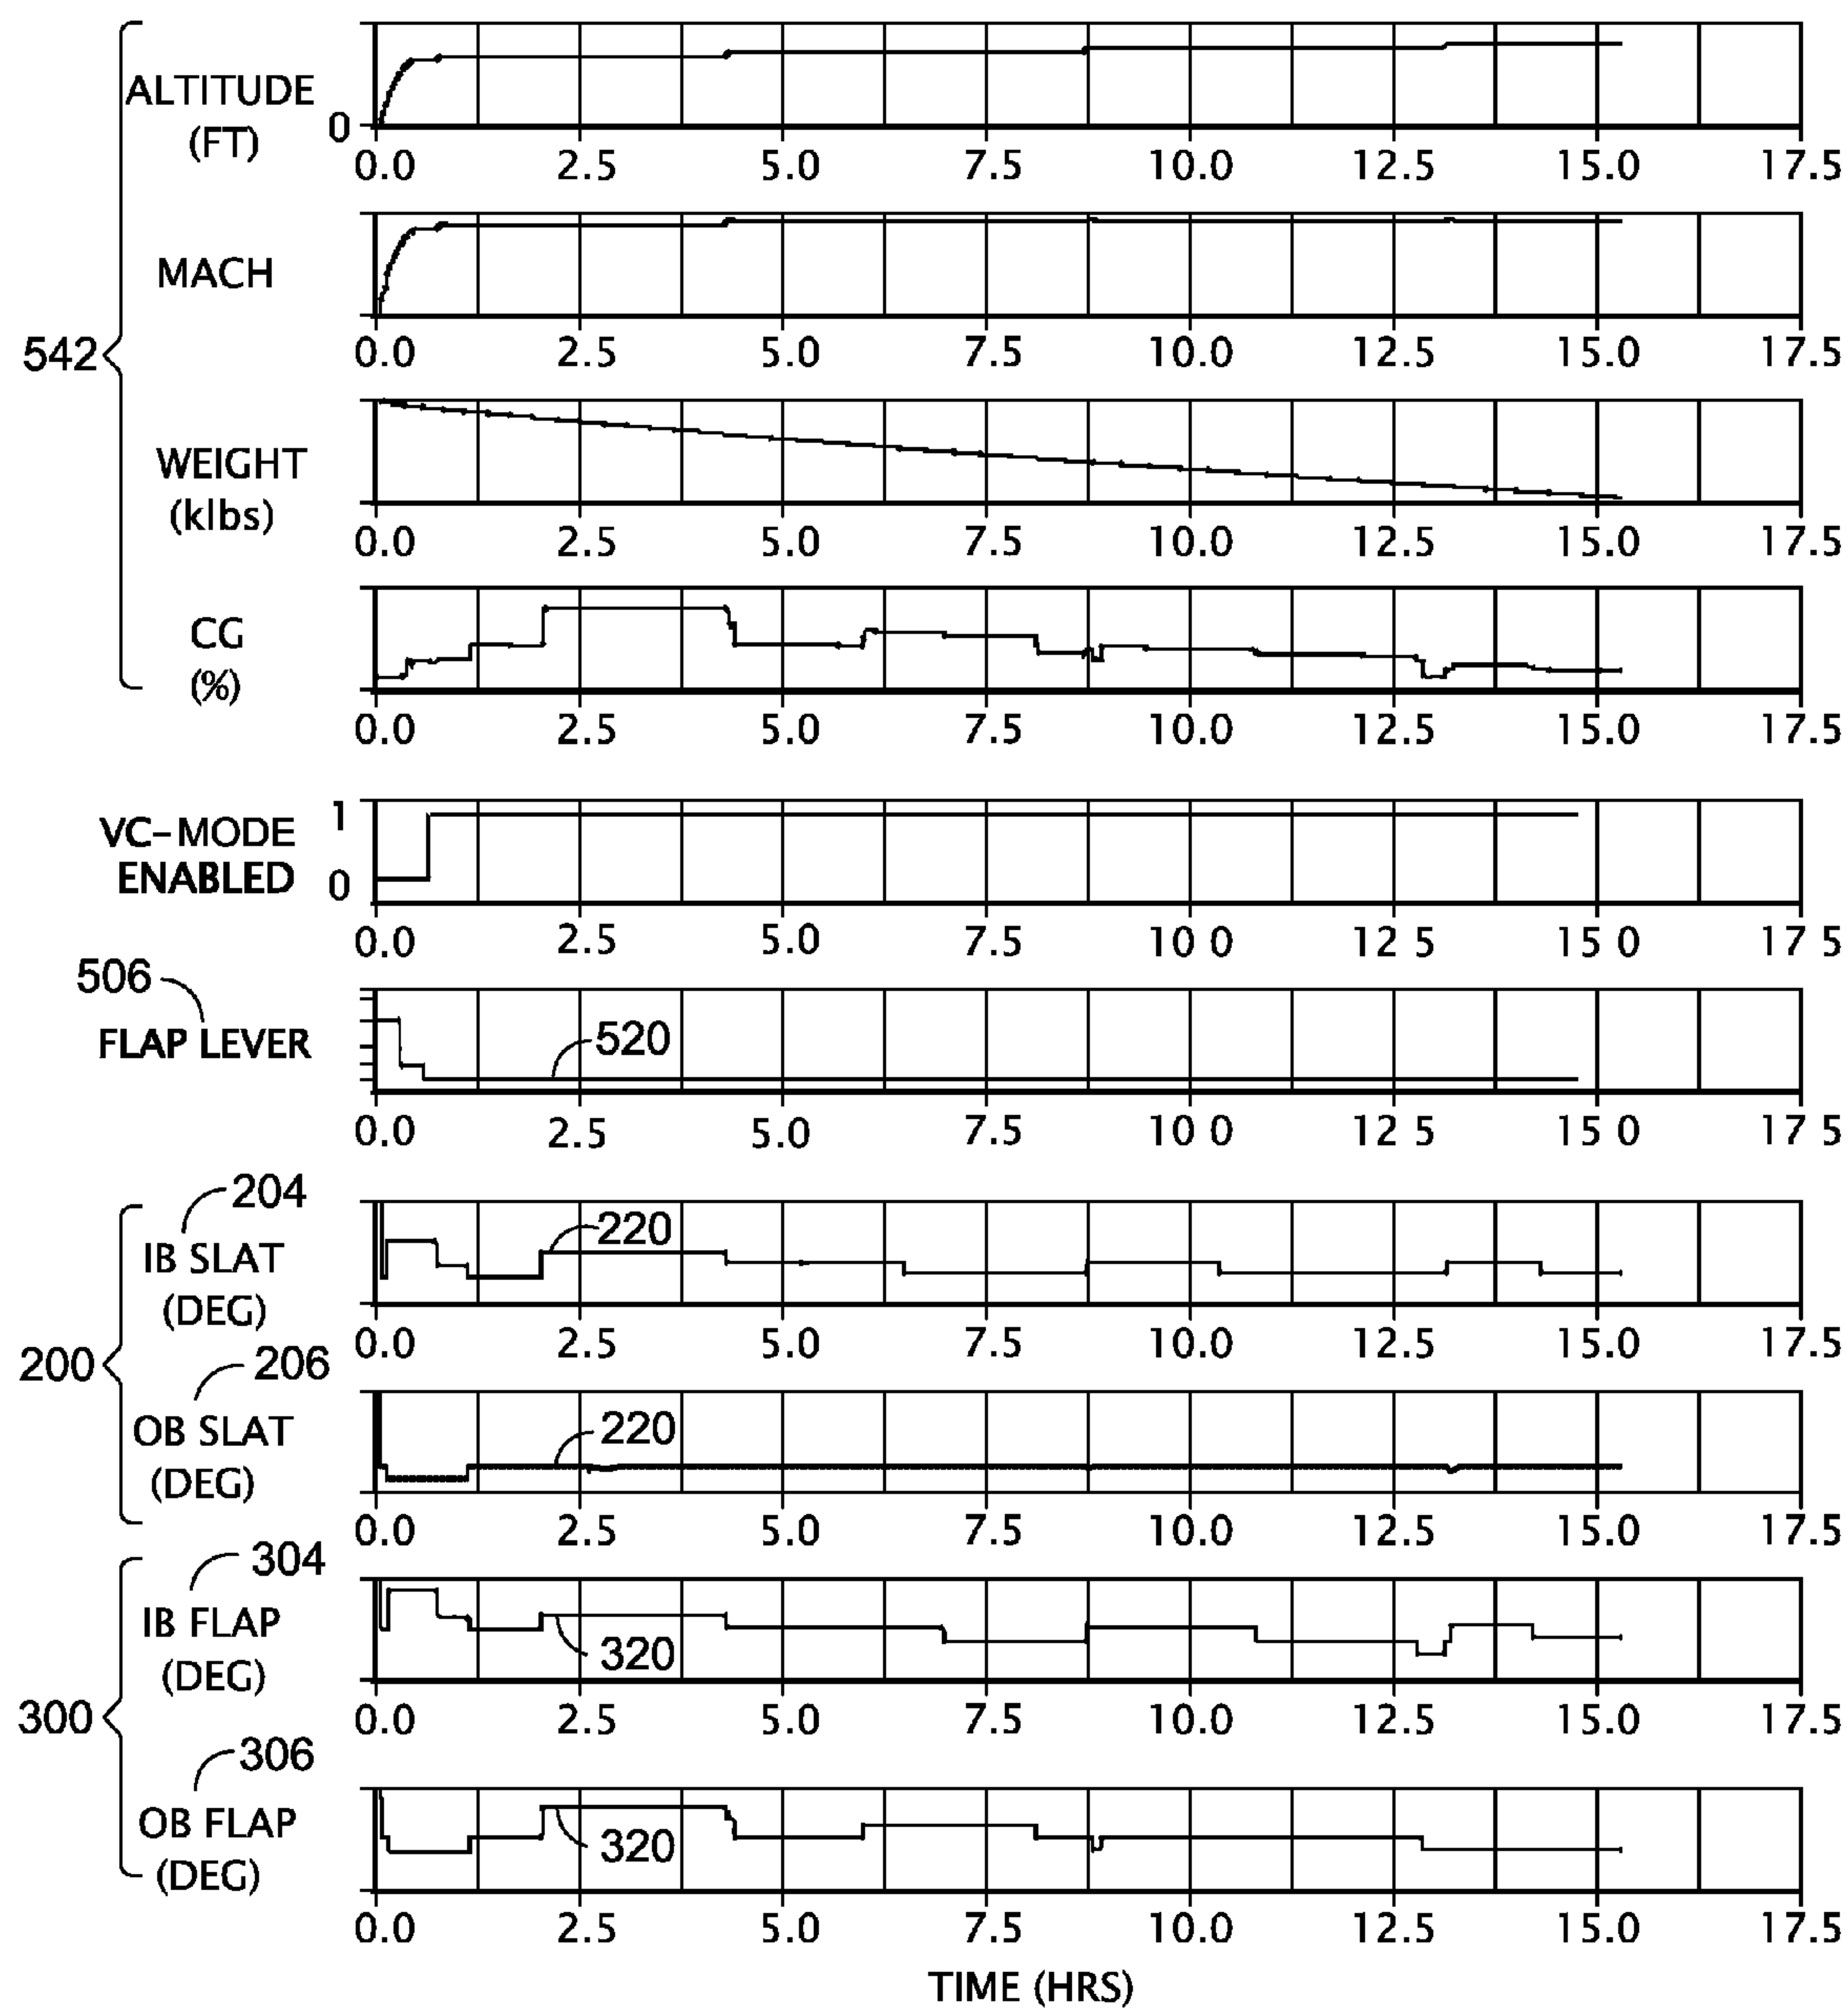 542
ALTITUDE
(FT)
0
0.0 2.5 5.0 7.5 10.0 12.5 15.0 17.5
MACH
0.0 2.5 5.0 7.5 10.0 12.5 15.0 17.5
WEIGHT
(klbs)
0.0 2.5 5.0 7.5 10.0 12.5 15.0 17.5
CG
(%)
0.0 2.5 5.0 7.5 10.0 12.5 15.0 17.5
VC-MODE
ENABLED
1
0
0.0 2.5 5.0 7.5 10 0 12 5 15 0 17 5
506
FLAP LEVER
520
0.0 2.5 5.0 7.5 10 0 12 5 15 0 17 5
200
204
IB SLAT
(DEG)
220
0.0 2.5 5.0 7.5 10.0 12.5 15.0 17.5
206
OB SLAT
(DEG)
220
0.0 2.5 5.0 7.5 10.0 12.5 15.0 17.5
300
304
IB FLAP
(DEG)
320
0.0 2.5 5.0 7.5 10.0 12.5 15.0 17.5
306
OB FLAP
(DEG)
320
0.0 2.5 5.0 7.5 10.0 12.5 15.0 17.5
TIME (HRS)